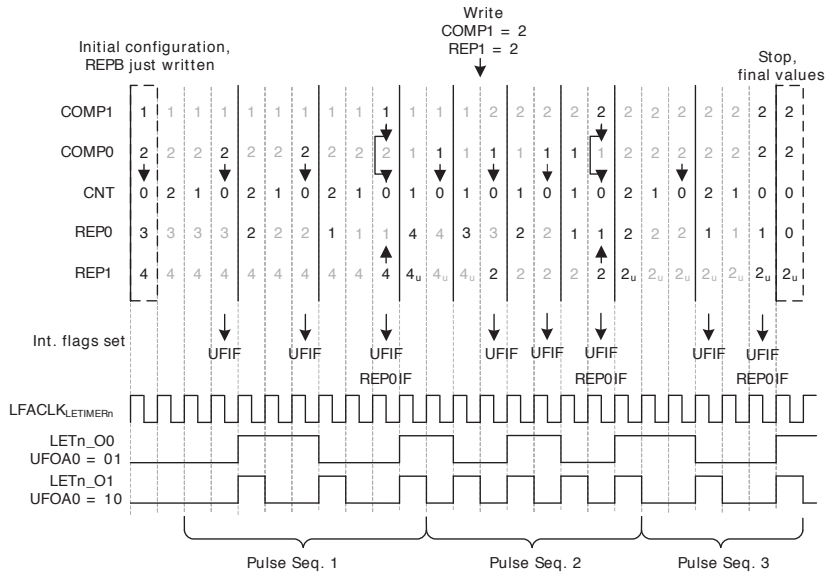 Write
COMP1 = 2
REP1 = 2
Initial configuration,
REPB just written
Stop,
final values
COMP1 1 1 1 1 1 1 1 1 1 1 1 1 1 2 2 2 2 2 2 2 2 2 2 2 2
COMP0 2 2 2 2 2 2 2 2 2 2 1 1 1 1 1 1 1 1 2 2 2 2 2 2 2
CNT 0 2 1 0 2 1 0 2 1 0 1 0 1 0 1 0 1 0 2 1 0 2 1 0 0
REP0 3 3 3 3 2 2 2 1 1 1 4 4 3 3 2 2 1 1 2 2 2 1 1 1 0
REP1 4 4 4 4 4 4 4 4 4 4 4u 4u 4u 2 2 2 2 2 2u 2u 2u 2u 2u 2u 2u
Int. flags set
UFIF UFIF UFIF UFIF UFIF UFIF UFIF UFIF
REP0IF REP0IF REP0IF
LFACLKLETIMERn
LETn_O0
UFOA0 = 01
LETn_O1
UFOA0 = 10
Pulse Seq. 1 Pulse Seq. 2 Pulse Seq. 3